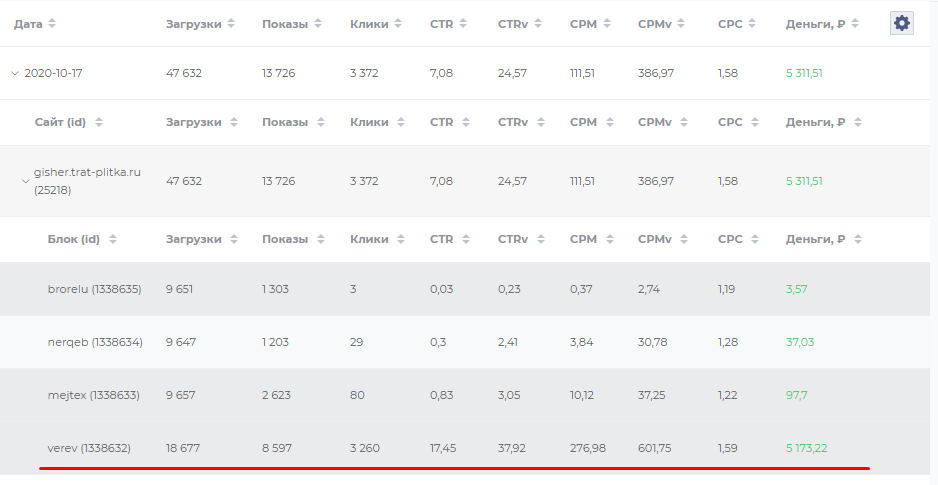 Дата Загрузки Показы Клики CTR CTRv CPM CPMv CPC Деньги, ₽
2020-10-17 47 632 13 726 3 372 7,08 24,57 111,51 386,97 1,58 5 311,51
Сайт (id) Загрузки Показы Клики CTR CTRv CPM CPMv CPC Деньги, ₽
gisher.trat-plitka.ru
(25218) 47 632 13 726 3 372 7,08 24,57 111,51 386,97 1,58 5 311,51
Блок (id) Загрузки Показы Клики CTR CTRv CPM CPMv CPC Деньги, ₽
brorelu (1338635) 9 651 1 303 3 0,03 0,23 0,37 2,74 1,19 3,57
nerqeb (1338634) 9 647 1 203 29 0,3 2,41 3,84 30,78 1,28 37,03
mejtex (1338633) 9 657 2 623 80 0,83 3,05 10,12 37,25 1,22 97,7
verev (1338632) 18 677 8 597 3 260 17,45 37,92 276,98 601,75 1,59 5 173,22